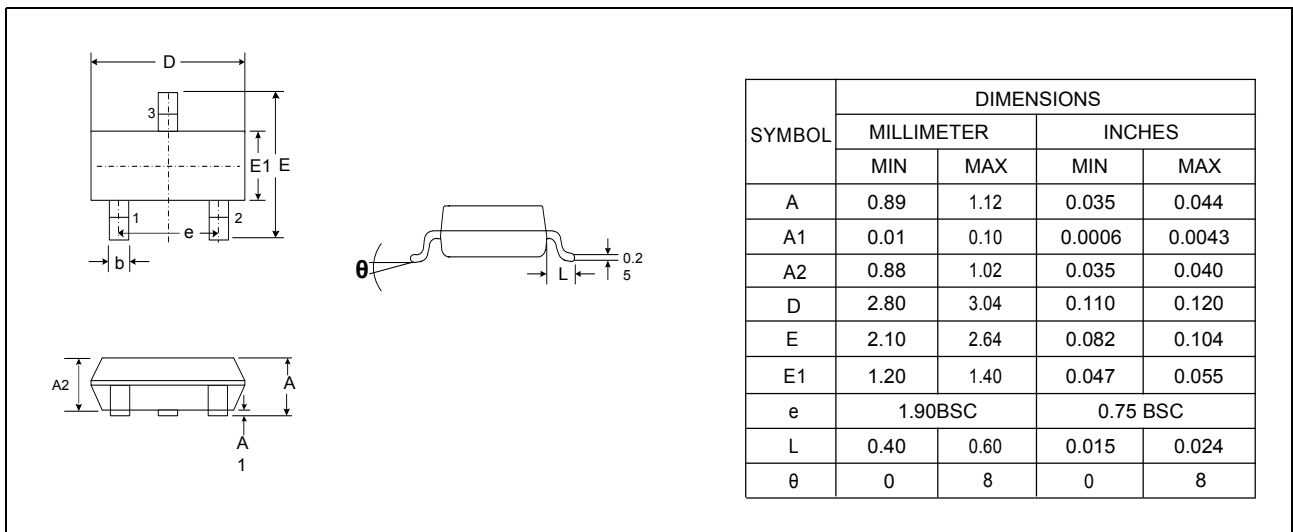 D
3
E1 E
1 2
e
b
θ
L
0.2
5
A2
A
A
1
DIMENSIONS
SYMBOL MILLIMETER INCHES
MIN MAX MIN MAX
A 0.89 1.12 0.035 0.044
A1 0.01 0.10 0.0006 0.0043
A2 0.88 1.02 0.035 0.040
D 2.80 3.04 0.110 0.120
E 2.10 2.64 0.082 0.104
E1 1.20 1.40 0.047 0.055
e 1.90BSC 0.75 BSC
L 0.40 0.60 0.015 0.024
θ 0 8 0 8